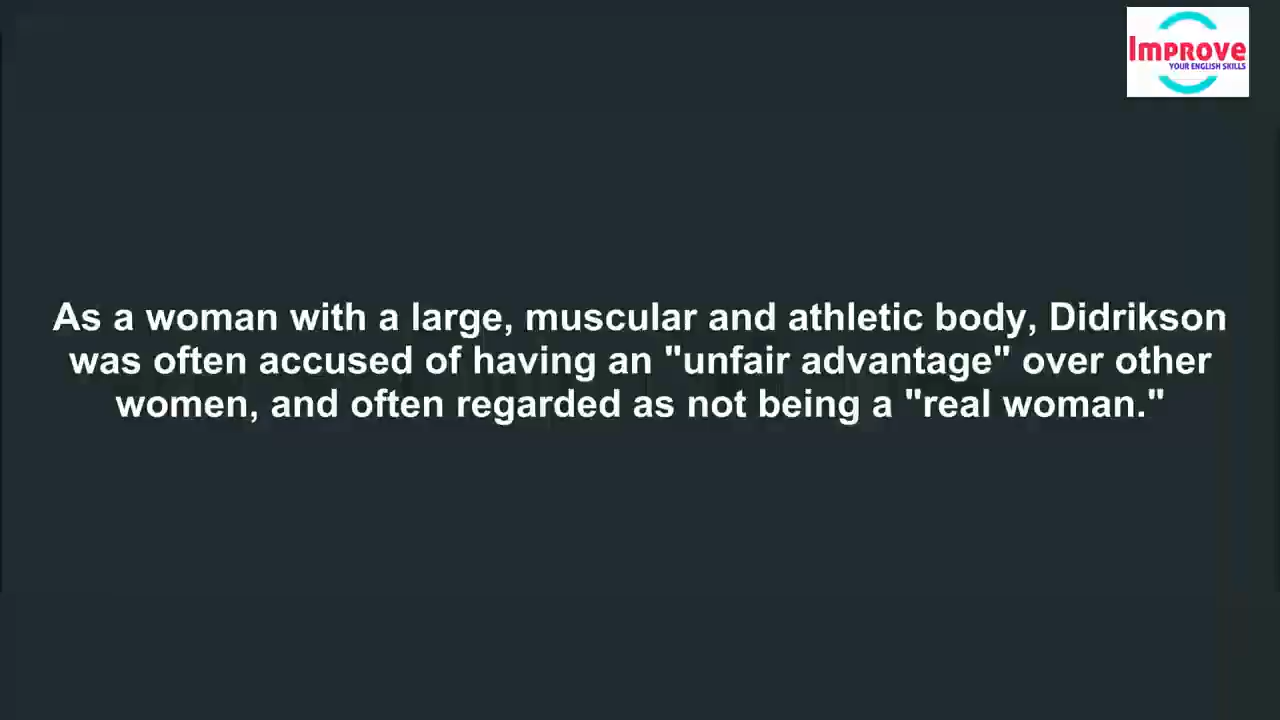 Improve
YOUR ENGLISH SKILLS
As a woman with a large, muscular and athletic body, Didrikson
was often accused of having an "unfair advantage" over other
women, and often regarded as not being a "real woman."